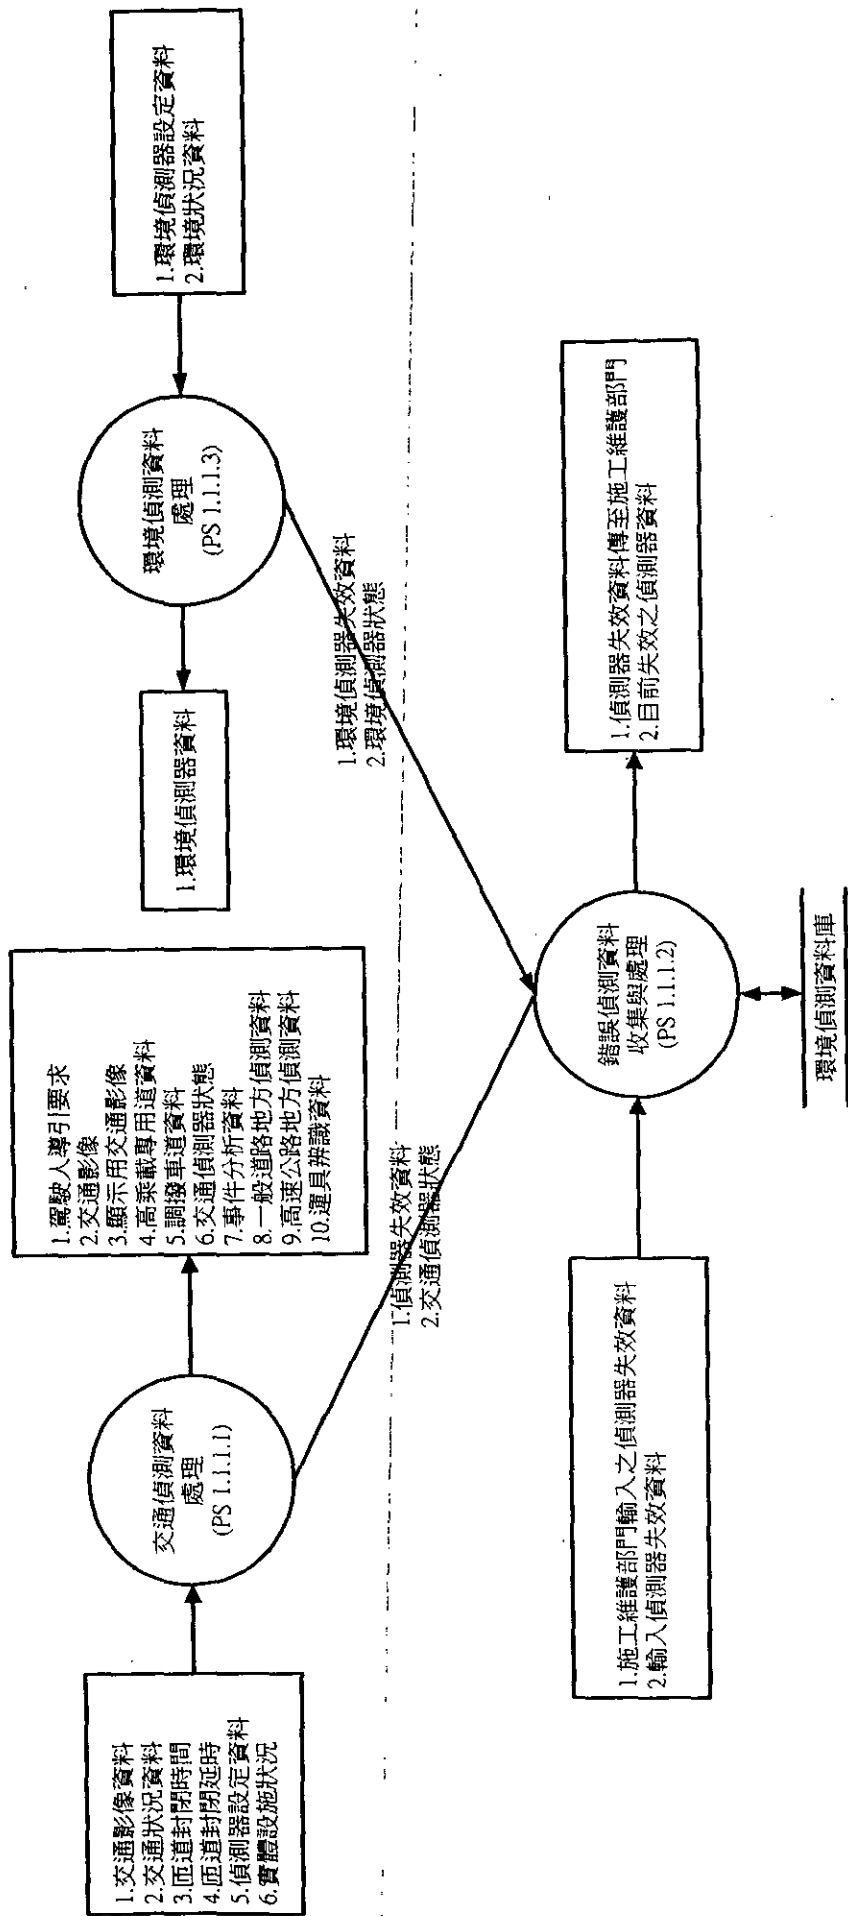 1.交通影像資料
2.交通狀況資料
3.匝道封閉時間
4.匝道封閉延時
5.偵測器設定資料
6.實體設施狀況
交通偵測資料
處理
(PS 1.1.1.1)
1.駕駛人導引要求
2.交通影像
3.顯示用交通影像
4.高乘載專用道資料
5.調撥車道資料
6.交通偵測器狀態
7.事件分析資料
8.一般道路地方偵測資料
9.高速公路地方偵測資料
10.運具辨識資料
1.環境偵測器資料
環境偵測資料
處理
(PS 1.1.1.3)
1.環境偵測器設定資料
2.環境狀況資料
1.偵測器失效資料
2.交通偵測器狀態
1.環境偵測器失效資料
2.環境偵測器狀態
1.施工維護部門輸入之偵測器失效資料
2.輸入偵測器失效資料
錯誤偵測資料
收集與處理
(PS 1.1.1.2)
1.偵測器失效資料傳至施工維護部門
2.目前失效之偵測器資料
環境偵測資料庫